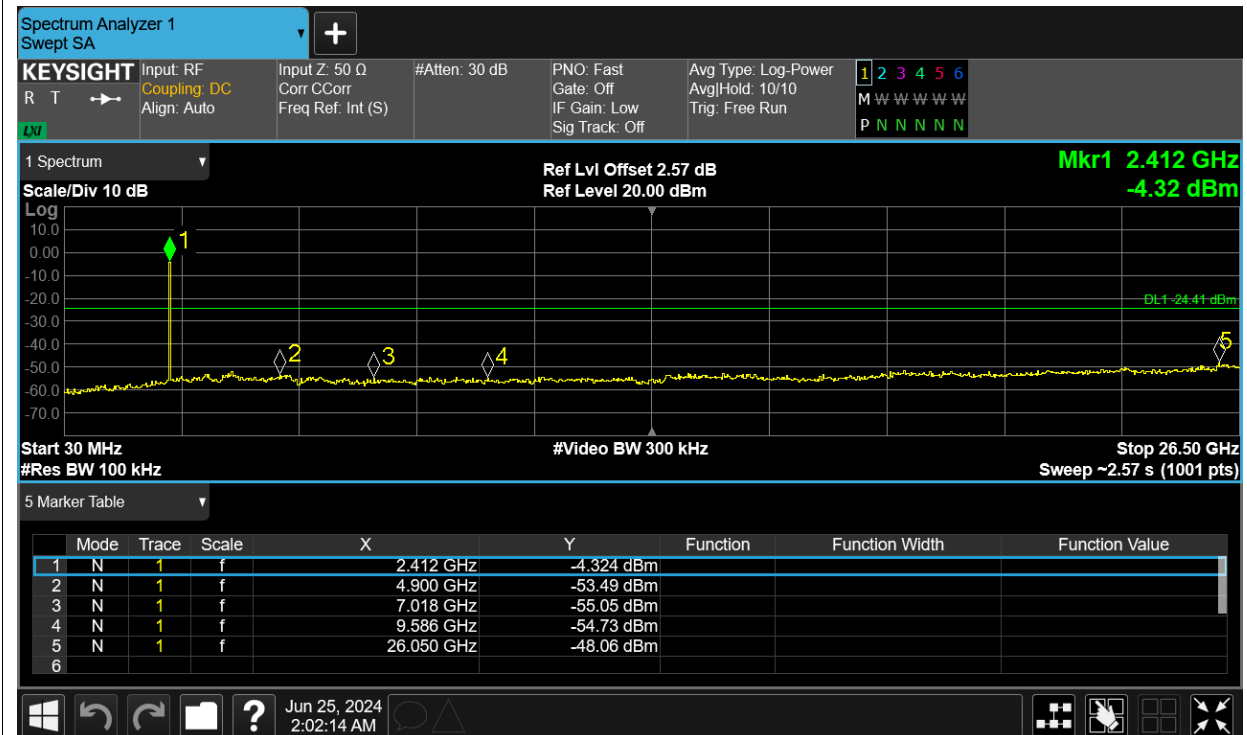 Spectrum Analyzer 1
Swept SA
+
KEYSIGHT Input: RF Input Z: 50 Ω #Atten: 30 dB PNO: Fast Avg Type: Log-Power 1 2 3 4 5 6
R T Coupling: DC Corr CCorr Gate: Off Avg|Hold: 10/10 M W W W W W
Align: Auto Freq Ref: Int (S) IF Gain: Low Trig: Free Run
LXI Sig Track: Off P N N N N N
1 Spectrum Ref Lvl Offset 2.57 dB Mkr1 2.412 GHz
Scale/Div 10 dB Ref Level 20.00 dBm -4.32 dBm
Log
10.0
1
0.00
-10.0
-20.0 DL1 -24.41 dBm
-30.0
-40.0
2 3 4 5
-50.0
-60.0
-70.0
Start 30 MHz #Video BW 300 kHz Stop 26.50 GHz
#Res BW 100 kHz Sweep ~2.57 s (1001 pts)
5 Marker Table
Mode Trace Scale X Y Function Function Width Function Value
1 N 1 f 2.412 GHz -4.324 dBm
2 N 1 f 4.900 GHz -53.49 dBm
3 N 1 f 7.018 GHz -55.05 dBm
4 N 1 f 9.586 GHz -54.73 dBm
5 N 1 f 26.050 GHz -48.06 dBm
6
? Jun 25, 2024
2:02:14 AM